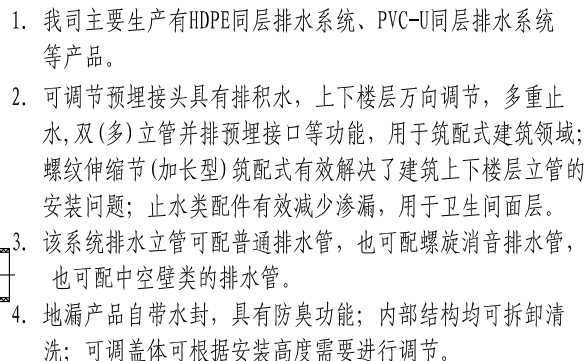 1. 我司主要生产有HDPE同层排水系统、PVC-U同层排水系统
等产品。
2. 可调节预埋接头具有排积水，上下楼层万向调节，多重止
水,双(多)立管并排预埋接口等功能，用于筑配式建筑领域;
螺纹伸缩节(加长型)筑配式有效解决了建筑上下楼层立管的
安装问题；止水类配件有效减少渗漏，用于卫生间面层。
3. 该系统排水立管可配普通排水管，也可配螺旋消音排水管，
也可配中空壁类的排水管。
4. 地漏产品自带水封，具有防臭功能；内部结构均可拆卸清
洗；可调盖体可根据安装高度需要进行调节。